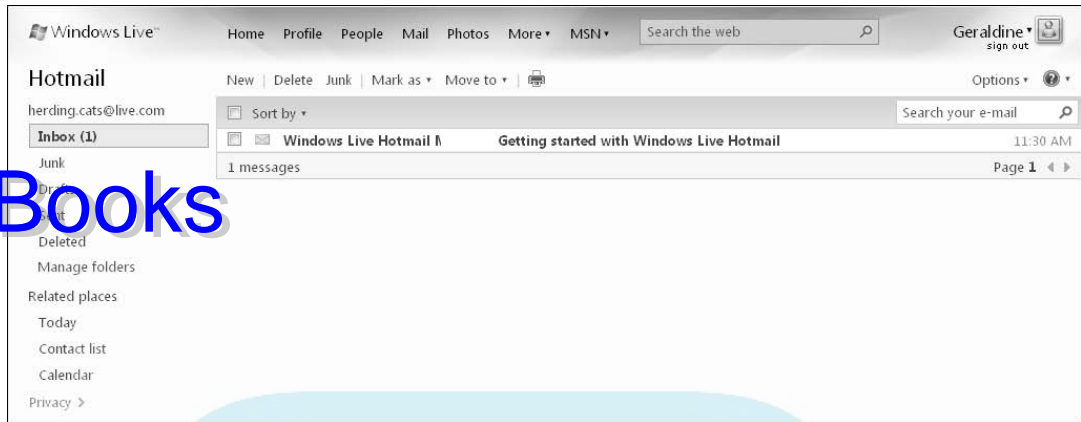 Windows Live™
Home Profile People Mail Photos More MSN Search the web Geraldine
sign out
Hotmail
New | Delete Junk | Mark as Move to | Options
herding.cats@live.com
Sort by Search your e-mail
Inbox (1)
Windows Live Hotmail Getting started with Windows Live Hotmail 11:30 AM
Junk
1 messages Page 1
Books
Deleted
Manage folders
Related places
Today
Contact list
Calendar
Privacy >